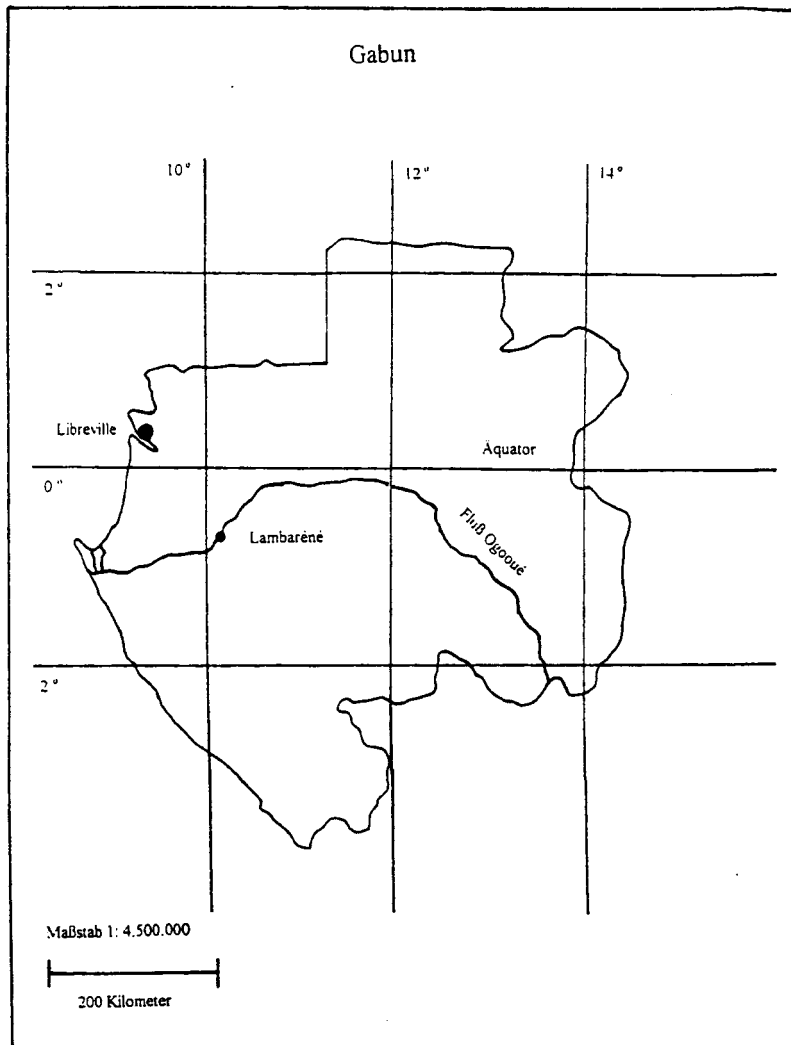 Gabun
10° 12° 14°
2°
Libreville
Äquator
0°
Lambaréné
Fluß Ogooué
2°
Maßstab 1: 4.500.000
200 Kilometer